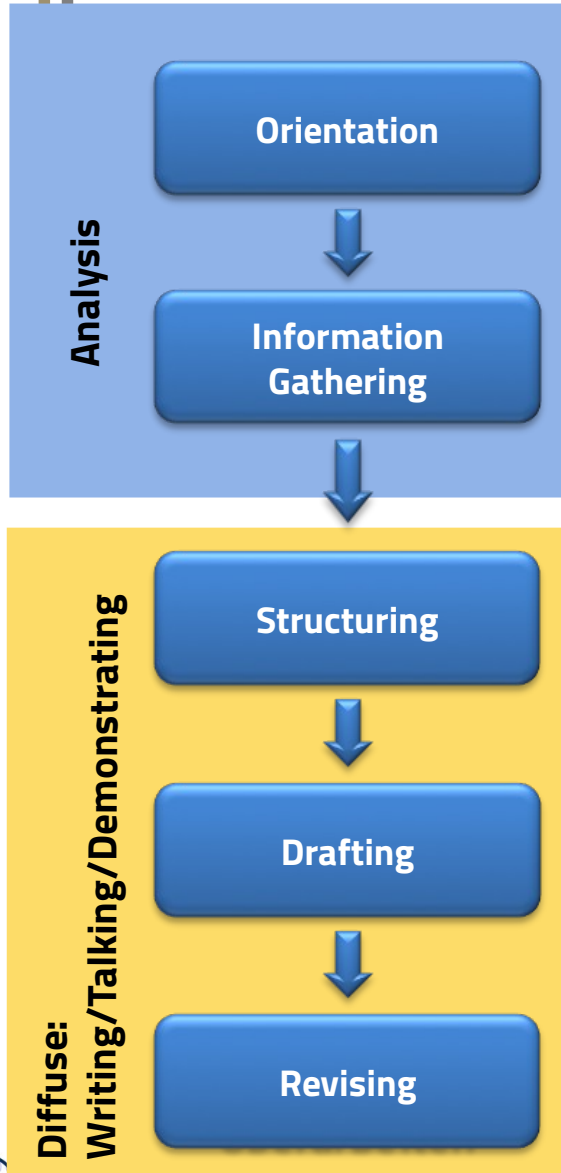 Analysis
Orientation
Information
Gathering
Diffuse:
Writing/Talking/Demonstrating
Structuring
Drafting
Revising